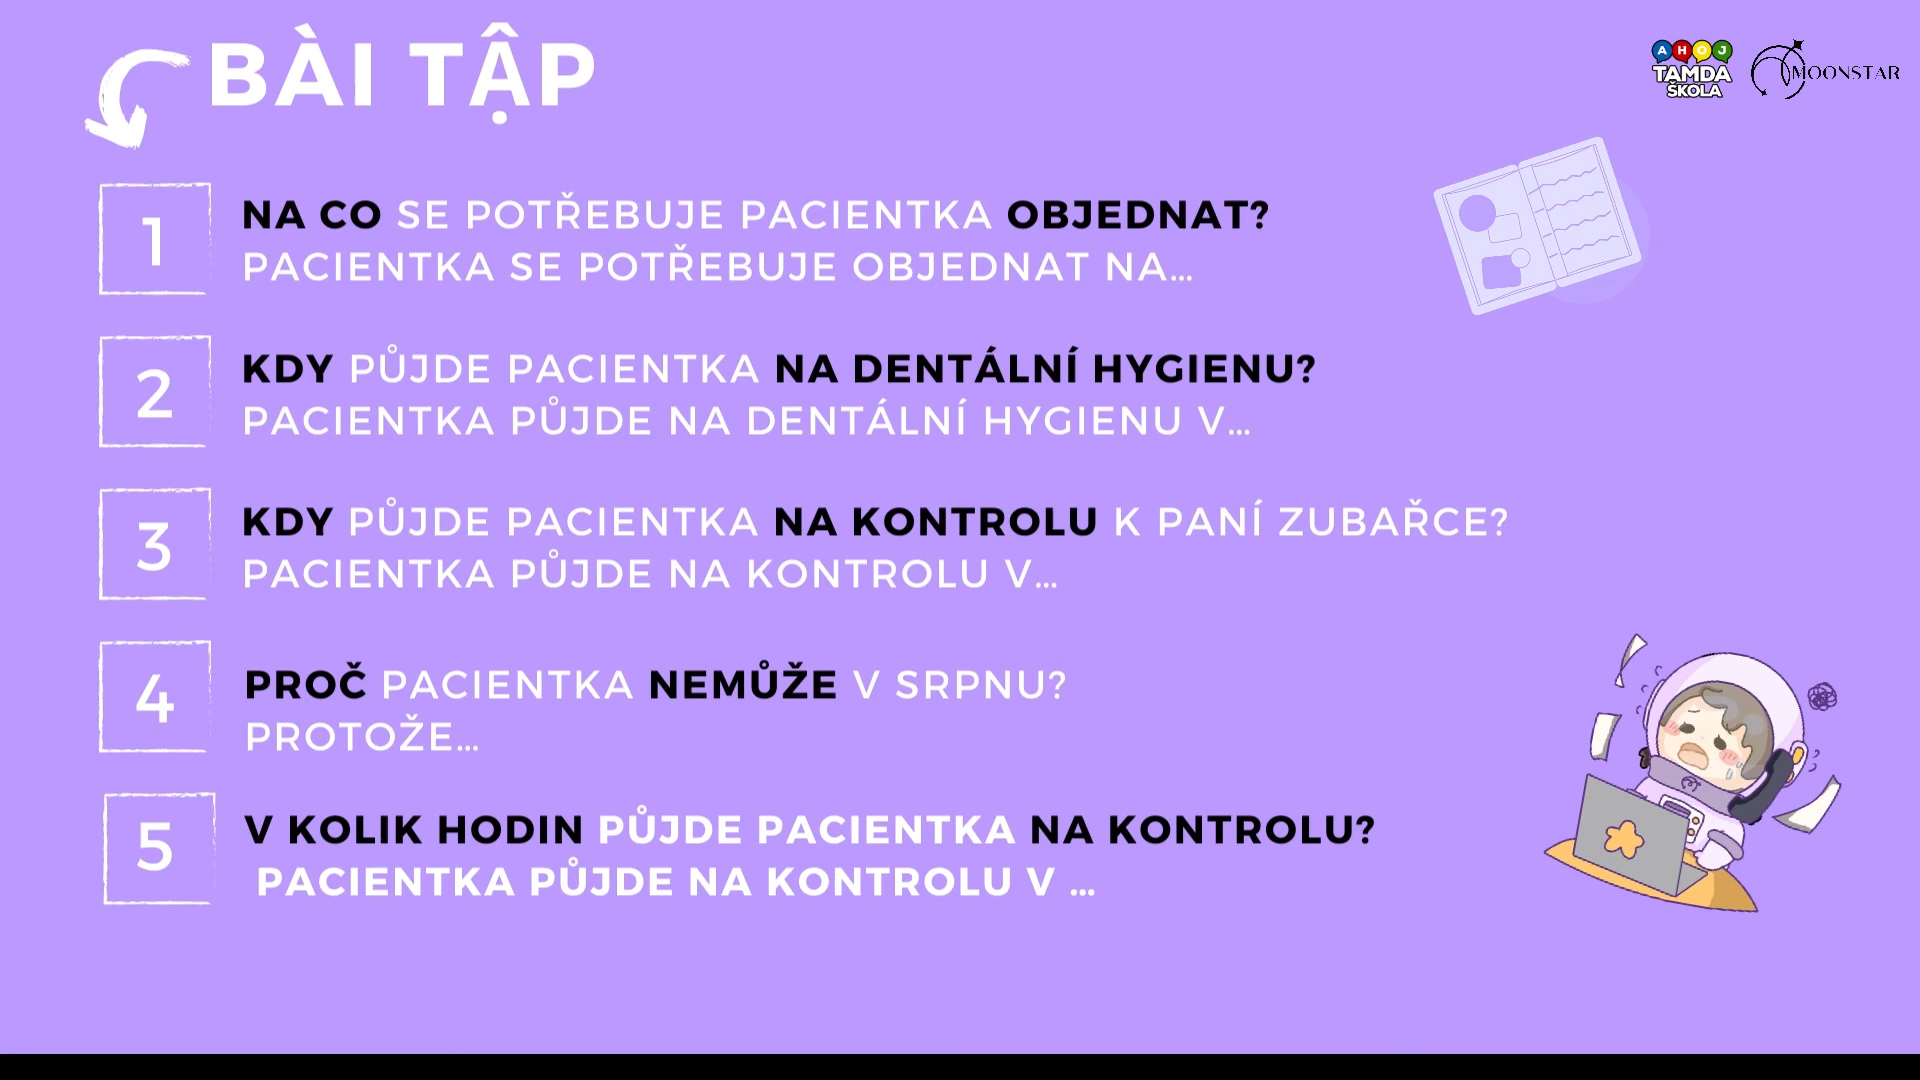 BÀI TẬP
AHOJ
TAMDA
ŠKOLA
MOONSTAR
1
NA CO SE POTŘEBUJE PACIENTKA OBJEDNAT?
PACIENTKA SE POTŘEBUJE OBJEDNAT NA...
2
KDY PŮJDE PACIENTKA NA DENTÁLNÍ HYGIENU?
PACIENTKA PŮJDE NA DENTÁLNÍ HYGIENU V...
3
KDY PŮJDE PACIENTKA NA KONTROLU K PANÍ ZUBAŘCE?
PACIENTKA PŮJDE NA KONTROLU V...
4
PROČ PACIENTKA NEMŮŽE V SRPNU?
PROTOŽE...
5
V KOLIK HODIN PŮJDE PACIENTKA NA KONTROLU?
PACIENTKA PŮJDE NA KONTROLU V ...